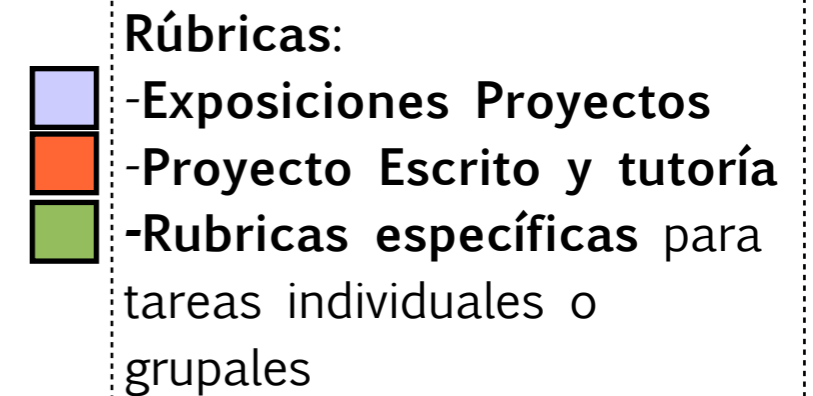 Rúbricas:
-Exposiciones Proyectos
-Proyecto Escrito y tutoría
-Rubricas específicas para
tareas individuales o
grupales